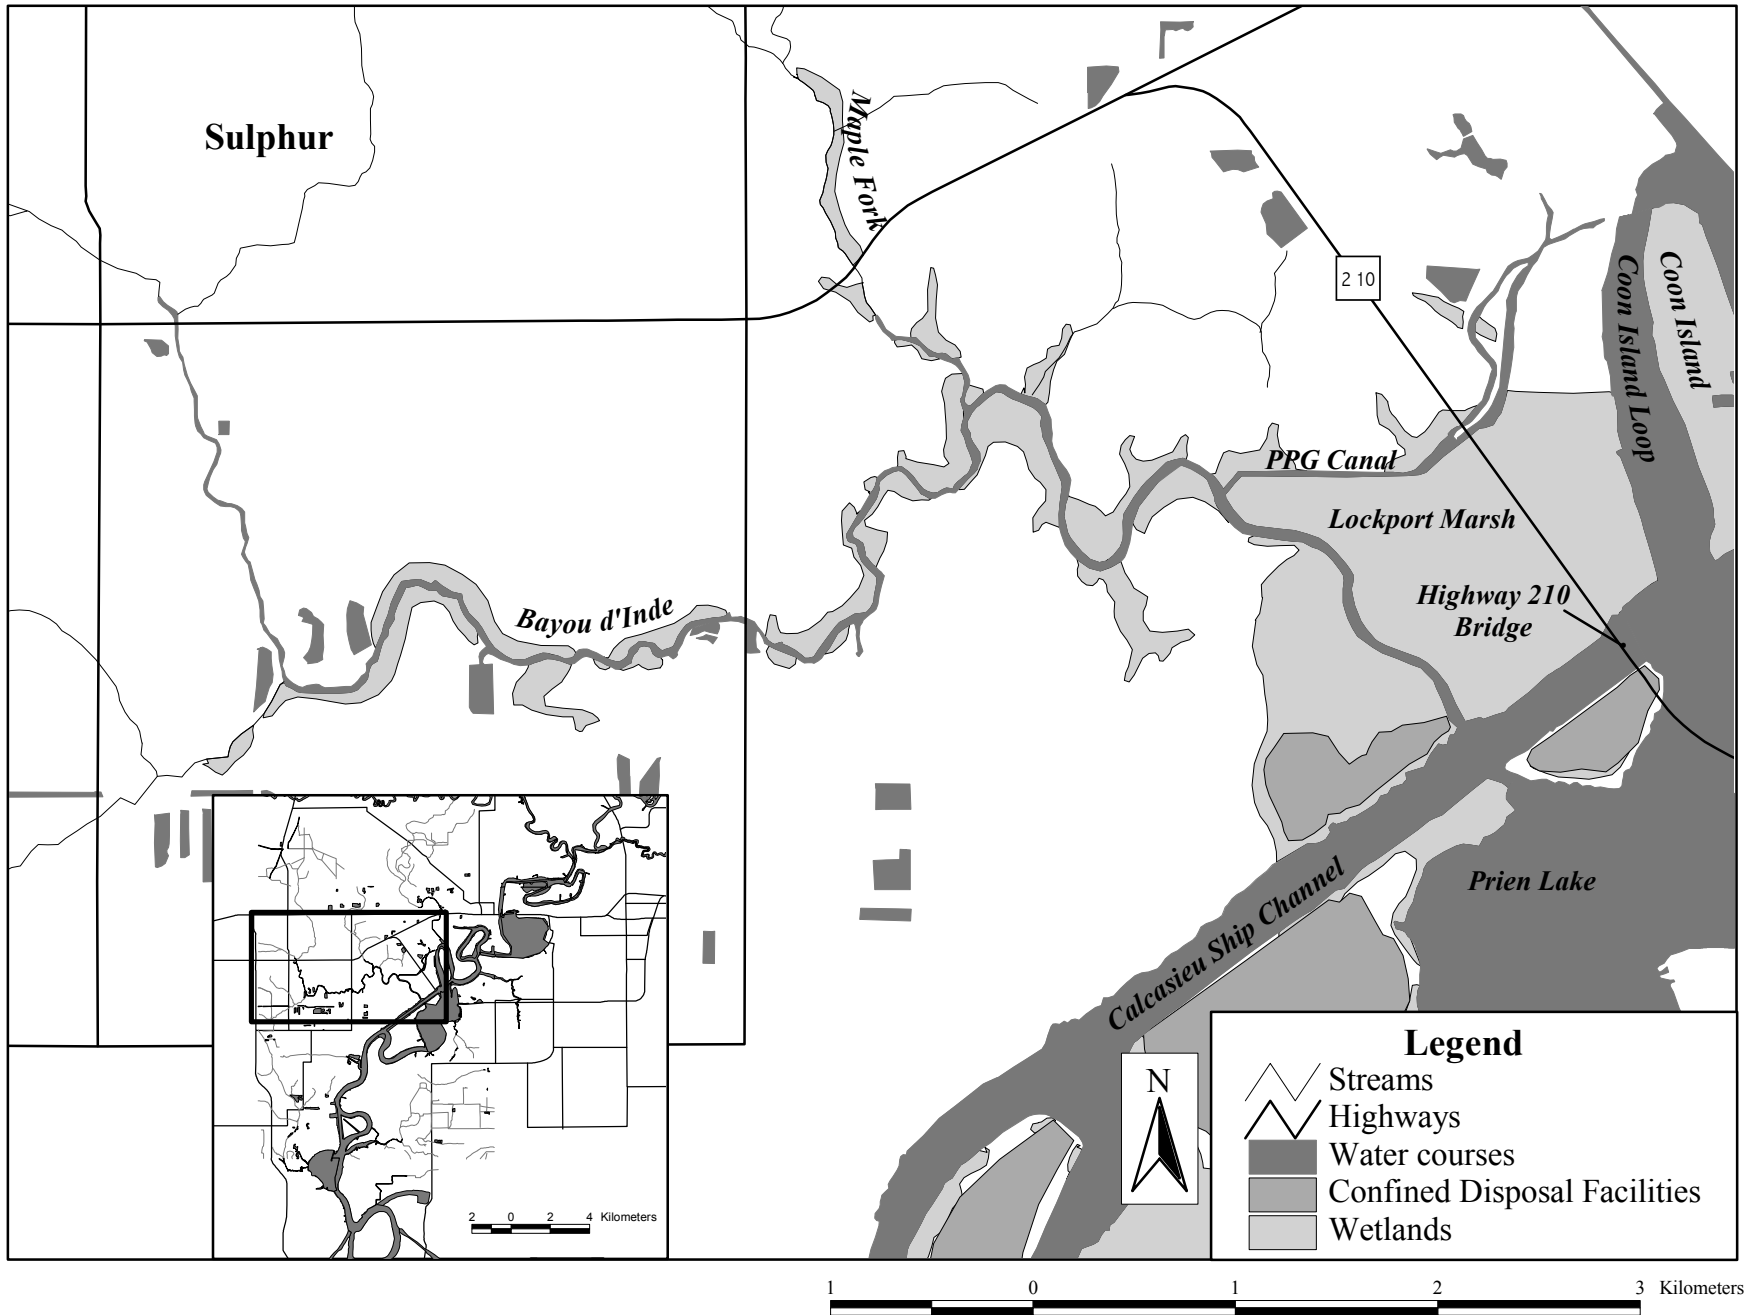 Sulphur
Maple Fork
2 10
Coon Island Loop
Coon Island
PPG Canal
Lockport Marsh
Highway 210
Bridge
Bayou d'Inde
Prien Lake
Calcasieu Ship Channel
N
Legend
Streams
Highways
Water courses
Confined Disposal Facilities
Wetlands
2 0 2 4 Kilometers
1 0 1 2 3 Kilometers